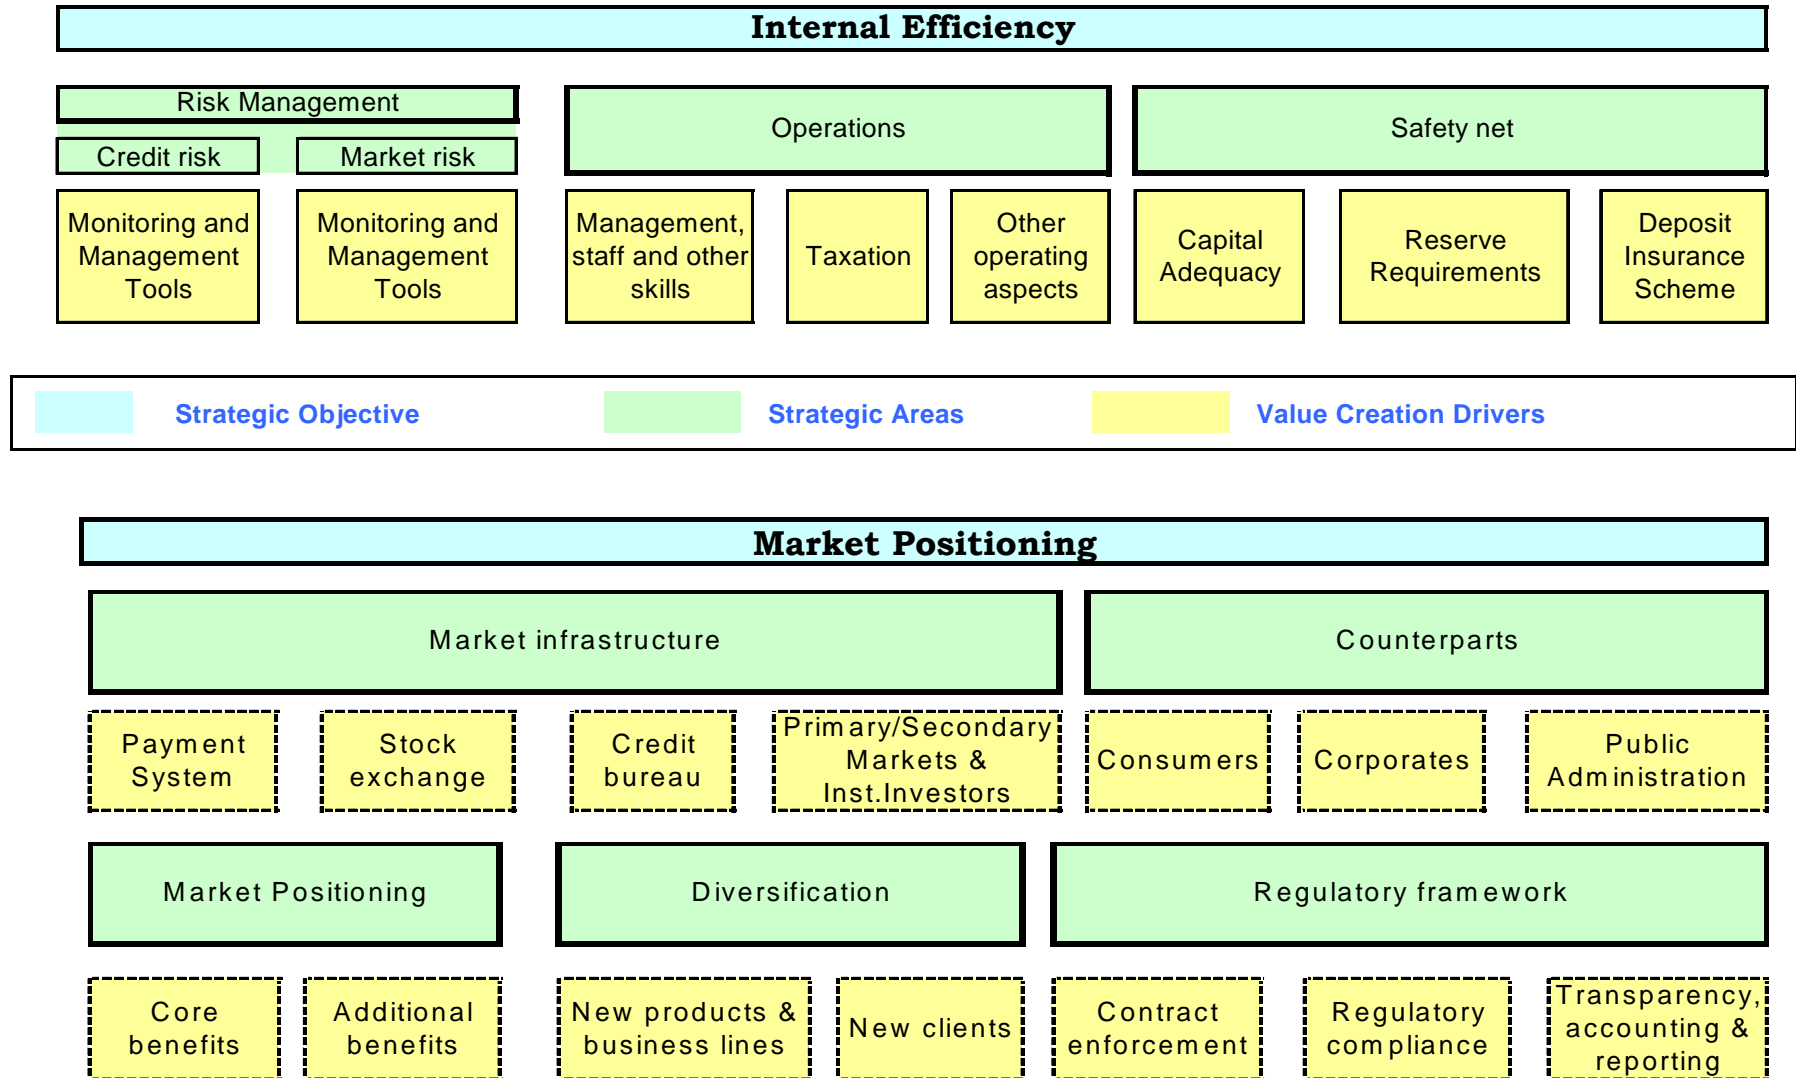 Internal Efficiency
Risk Management
Credit risk
Market risk
Operations
Safety net
Monitoring and
Management
Tools
Monitoring and
Management
Tools
Management,
staff and other
skills
Taxation
Other
operating
aspects
Capital
Adequacy
Reserve
Requirements
Deposit
Insurance
Scheme
Strategic Objective
Strategic Areas
Value Creation Drivers
Market Positioning
Market infrastructure
Counterparts
Payment
System
Stock
exchange
Credit
bureau
Primary/Secondary
Markets &
Inst.Investors
Consumers
Corporates
Public
Administration
Market Positioning
Diversification
Regulatory framework
Core
benefits
Additional
benefits
New products &
business lines
New clients
Contract
enforcement
Regulatory
compliance
Transparency,
accounting &
reporting